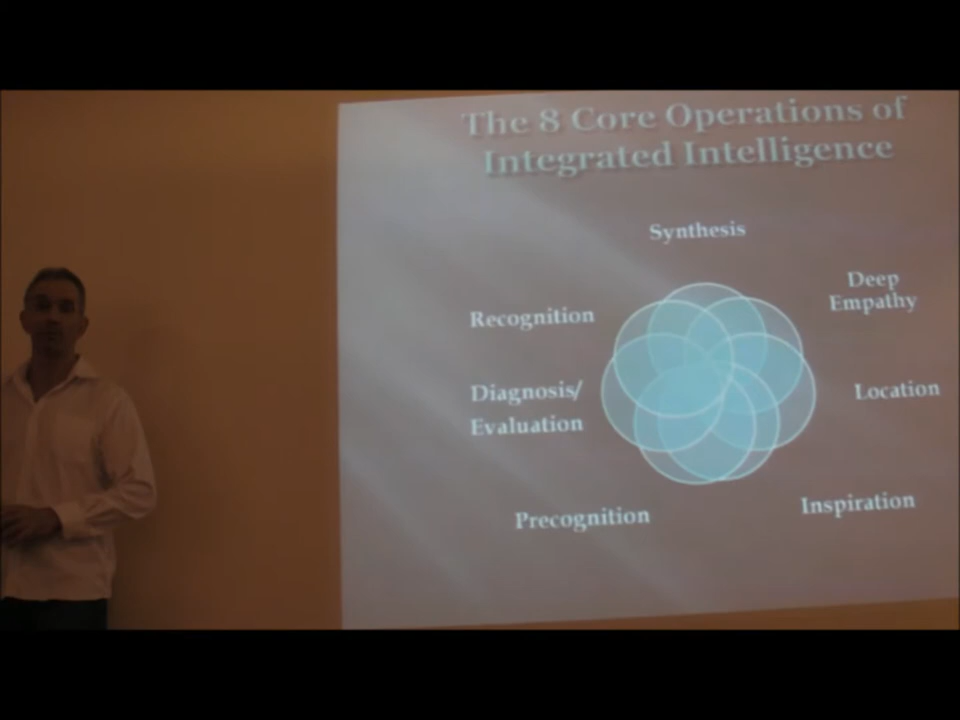 The 8 Core Operations of
Integrated Intelligence
Synthesis
Deep
Empathy
Recognition
Diagnosis/
Evaluation
Location
Precognition
Inspiration